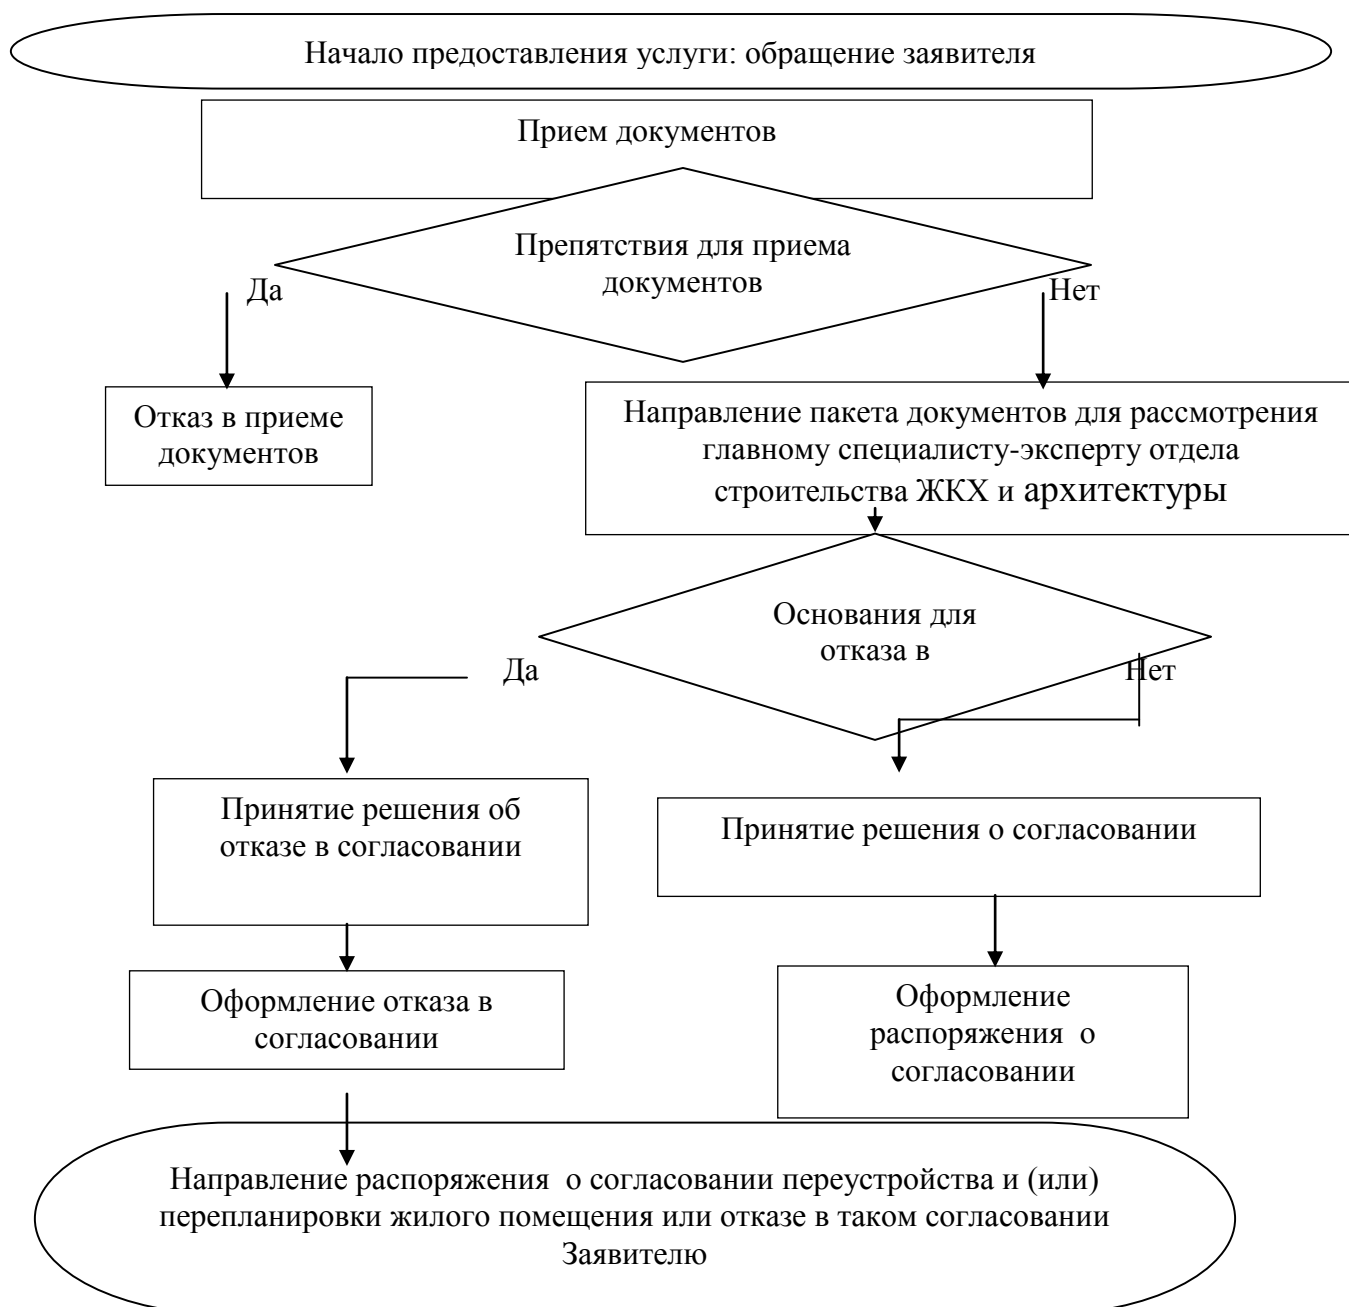 Начало предоставления услуги: обращение заявителя
Прием документов
Препятствия для приема
документов
Да
Нет
Отказ в приеме
документов
Направление пакета документов для рассмотрения
главному специалисту-эксперту отдела
строительства ЖКХ и архитектуры
Основания для
отказа в
Да
Нет
Принятие решения об
отказе в согласовании
Принятие решения о согласовании
Оформление отказа в
согласовании
Оформление
распоряжения о
согласовании
Направление распоряжения о согласовании переустройства и (или)
перепланировки жилого помещения или отказе в таком согласовании
Заявителю